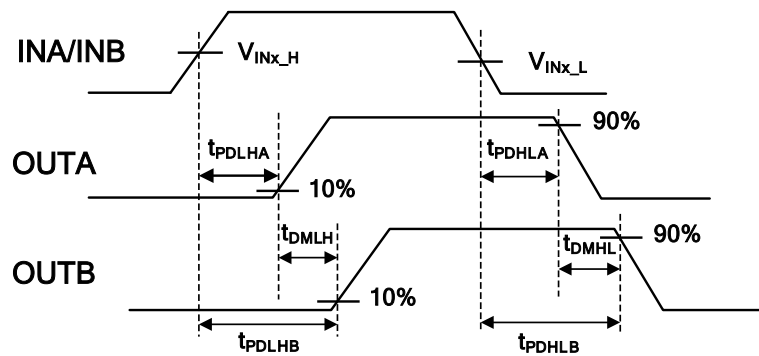 INA/INB
VINx_H
VINx_L
OUTA
tPDLHA
10%
tPDHLA
90%
OUTB
tDMLH
10%
tDMHL
90%
tPDLHB
tPDHLB